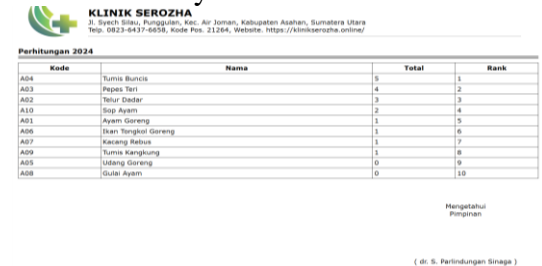 KLINIK SEROZHA
Jl. Syech Silau, Punggulan, Kec. Air Joman, Kabupaten Asahan, Sumatera Utara
Telp. 0823-6437-6658, Kode Pos. 21264, Website. https://klinikserozha.online/
Perhitungan 2024
Kode Nama Total Rank
A04 Tumis Buncis 5 1
A03 Pepes Teri 4 2
A02 Telur Dadar 3 3
A10 Sop Ayam 2 4
A01 Ayam Goreng 1 5
A06 Ikan Tongkol Goreng 1 6
A07 Kacang Rebus 1 7
A09 Tumis Kangkung 1 8
A05 Udang Goreng 0 9
A08 Gulai Ayam 0 10
Mengetahui
Pimpinan
( dr. S. Parlindungan Sinaga )